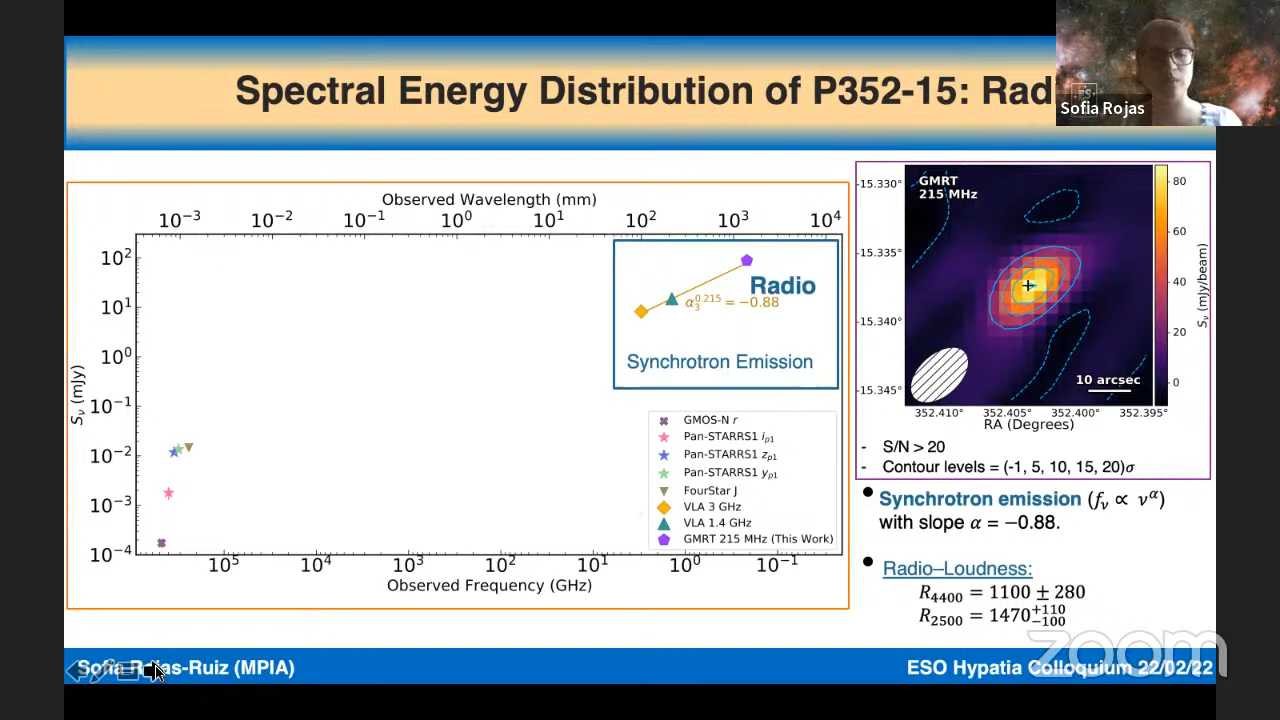 Spectral Energy Distribution of P352-15: Rad
Sofia Rojas
Observed Wavelength (mm)
10⁻³ 10⁻² 10⁻¹ 10⁰ 10¹ 10² 10³ 10⁴
10²
10¹
10⁰
10⁻¹
10⁻²
10⁻³
10⁻⁴
Sν (mJy)
Radio
α₃^0.215 = −0.88
Synchrotron Emission
GMOS-N r
Pan-STARRS1 i_p1
Pan-STARRS1 z_p1
Pan-STARRS1 y_p1
FourStar J
VLA 3 GHz
VLA 1.4 GHz
GMRT 215 MHz (This Work)
10⁵ 10⁴ 10³ 10² 10¹ 10⁰ 10⁻¹
Observed Frequency (GHz)
GMRT
215 MHz
-15.330°
-15.335°
-15.340°
-15.345°
10 arcsec
352.410° 352.405° 352.400° 352.395°
RA (Degrees)
80
60
40
20
0
Sν (mJy/beam)
- S/N > 20
- Contour levels = (-1, 5, 10, 15, 20)σ
• Synchrotron emission (fν ∝ ν^α)
with slope α = −0.88.
• Radio–Loudness:
R₄₄₀₀ = 1100 ± 280
R₂₅₀₀ = 1470 +110 −100
zoom
Sofia Rojas-Ruiz (MPIA)
ESO Hypatia Colloquium 22/02/22